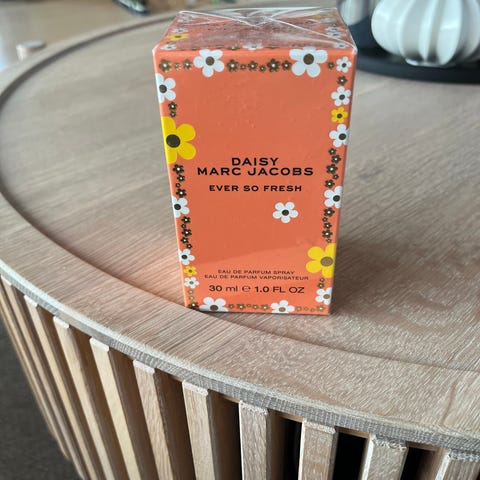 DAISY
MARC JACOBS
EVER SO FRESH
EAU DE PARFUM SPRAY
EAU DE PARFUM VAPORISATEUR
30 ml ℮ 1.0 FL OZ